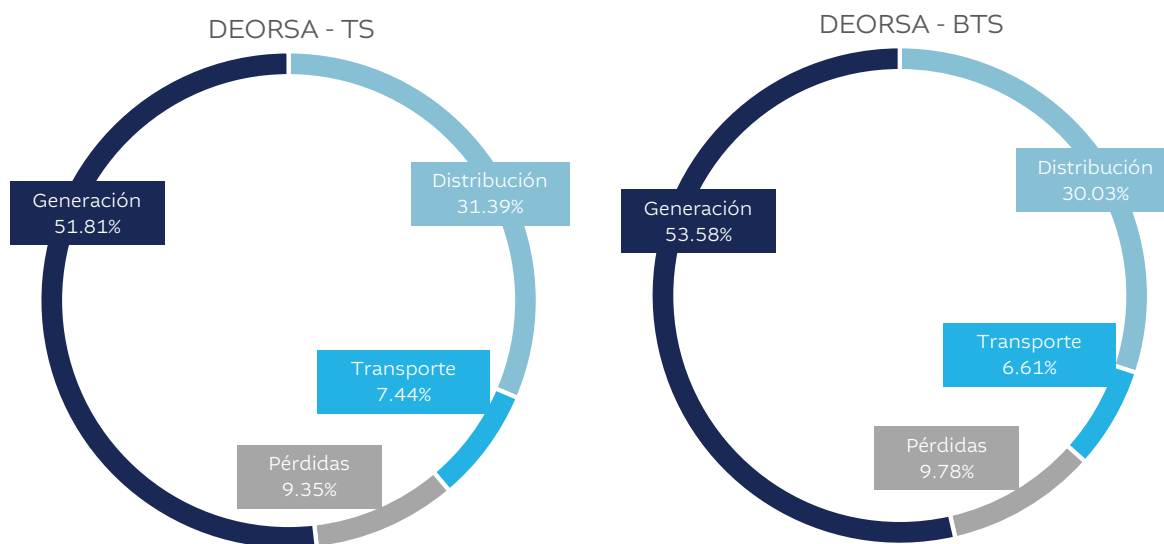 DEORSA - TS
Distribución
31.39%
Generación
51.81%
Transporte
7.44%
Pérdidas
9.35%
DEORSA - BTS
Distribución
30.03%
Generación
53.58%
Transporte
6.61%
Pérdidas
9.78%